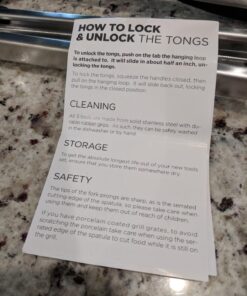 HOW TO LOCK
& UNLOCK THE TONGS
To unlock the tongs, push on the tab the hanging loop
is attached to. It will slide in about half an inch, un-
locking the tongs.
To lock the tongs, squeeze the handles closed, then
pull on the hanging loop. It will slide back out, locking
the tongs in the closed position.
CLEANING
All 3 tools are made from solid stainless steel with
rubber grips. As such they can be safely washed
in the dishwasher or by hand.
STORAGE
To get the absolute longest life out of your new tools
set, ensure that you store them somewhere dry.
SAFETY
The tips of the fork prongs are sharp, as is the serrated
cutting edge of the spatula, so please take care when
using them and keep them out of reach of children.
If you have porcelain coated grill grates, to avoid
scratching the porcelain take care when using the ser-
rated edge of the spatula to cut food while it is still on
the grill.